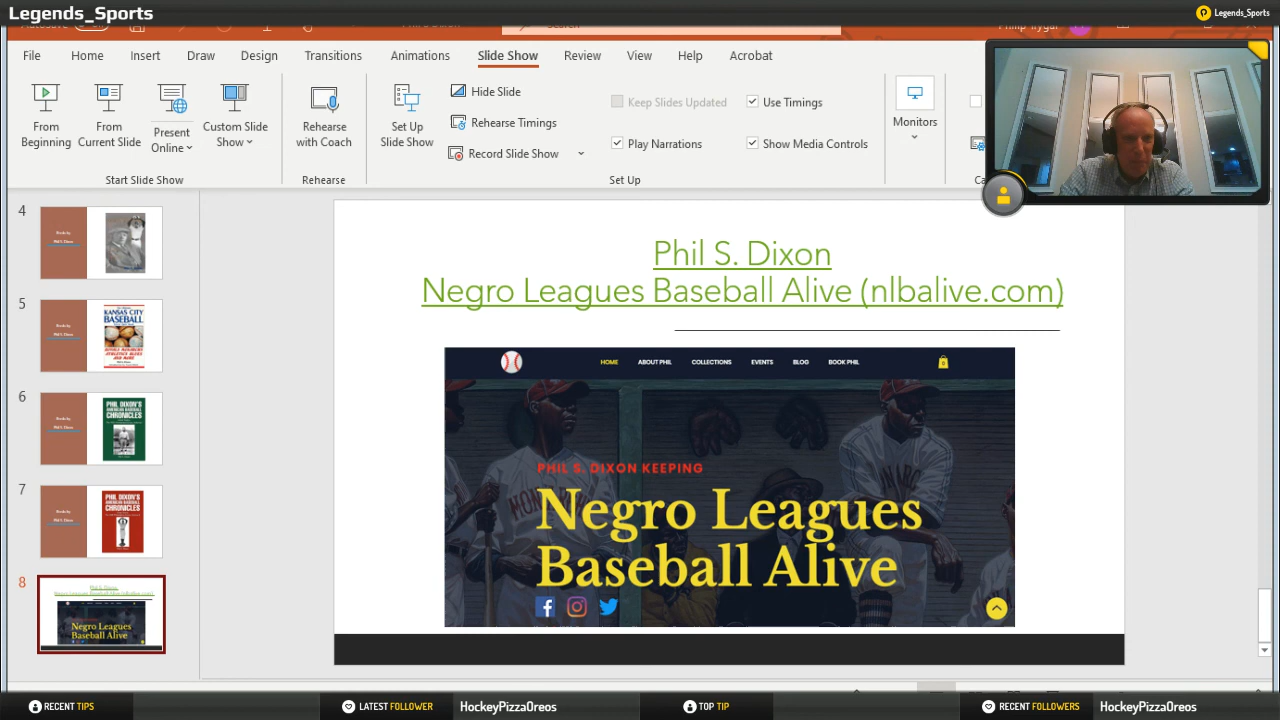 Legends_Sports
Legends_Sports
File
Home
Insert
Draw
Design
Transitions
Animations
Slide Show
Review
View
Help
Acrobat
From
Beginning
From
Current Slide
Present
Online
Custom Slide
Show
Start Slide Show
Rehearse
with Coach
Rehearse
Set Up
Slide Show
Hide Slide
Rehearse Timings
Record Slide Show
Keep Slides Updated
Play Narrations
Use Timings
Show Media Controls
Set Up
Monitors
4
5
KANSAS CITY
BASEBALL
6
PHIL DIXON'S
CHRONICLES
7
PHIL DIXON'S
CHRONICLES
8
Negro Leagues
Baseball Alive
Phil S. Dixon
Negro Leagues Baseball Alive (nlbalive.com)
HOME
ABOUT PHIL
COLLECTIONS
EVENTS
BLOG
BOOK PHIL
PHIL S. DIXON KEEPING
Negro Leagues
Baseball Alive
RECENT TIPS
LATEST FOLLOWER
HockeyPizzaOreos
TOP TIP
RECENT FOLLOWERS
HockeyPizzaOreos